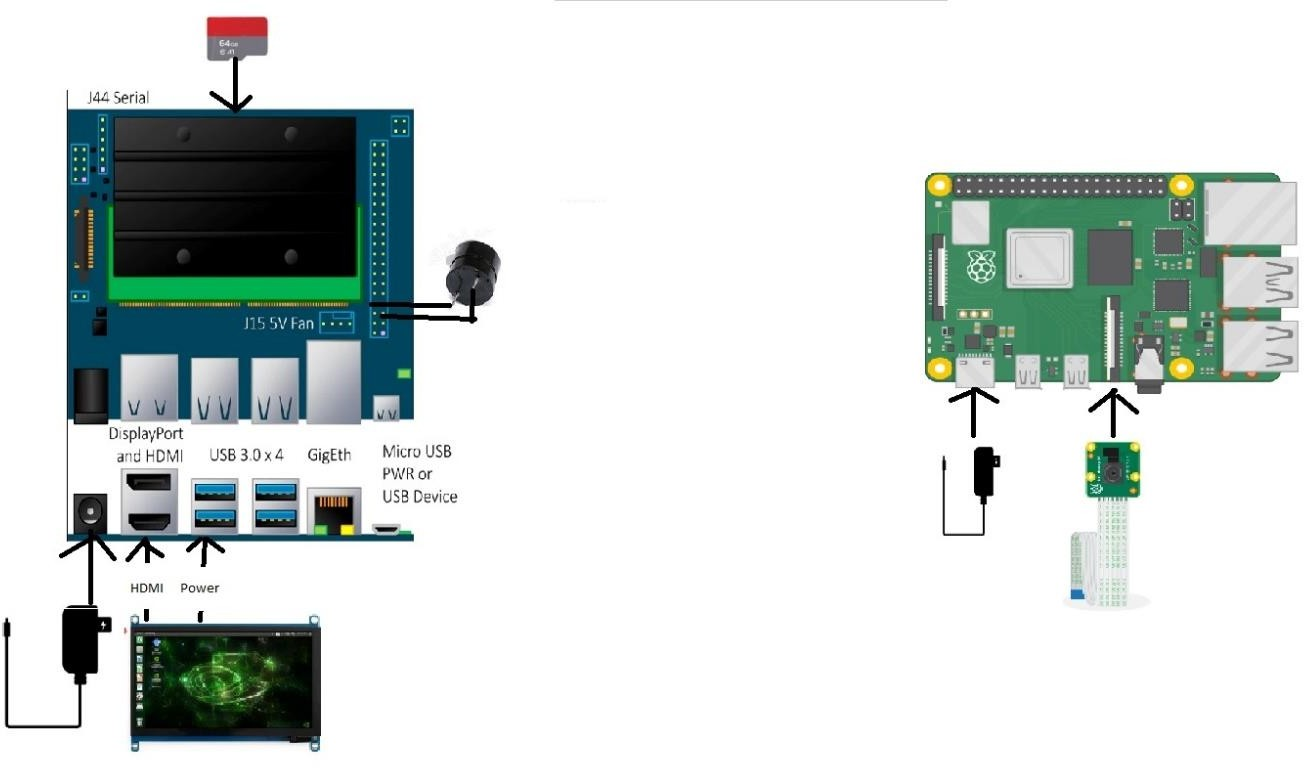 64GB
J44 Serial
J15 5V Fan
DisplayPort
and HDMI
USB 3.0 x 4
GigEth
Micro USB
PWR or
USB Device
HDMI
Power